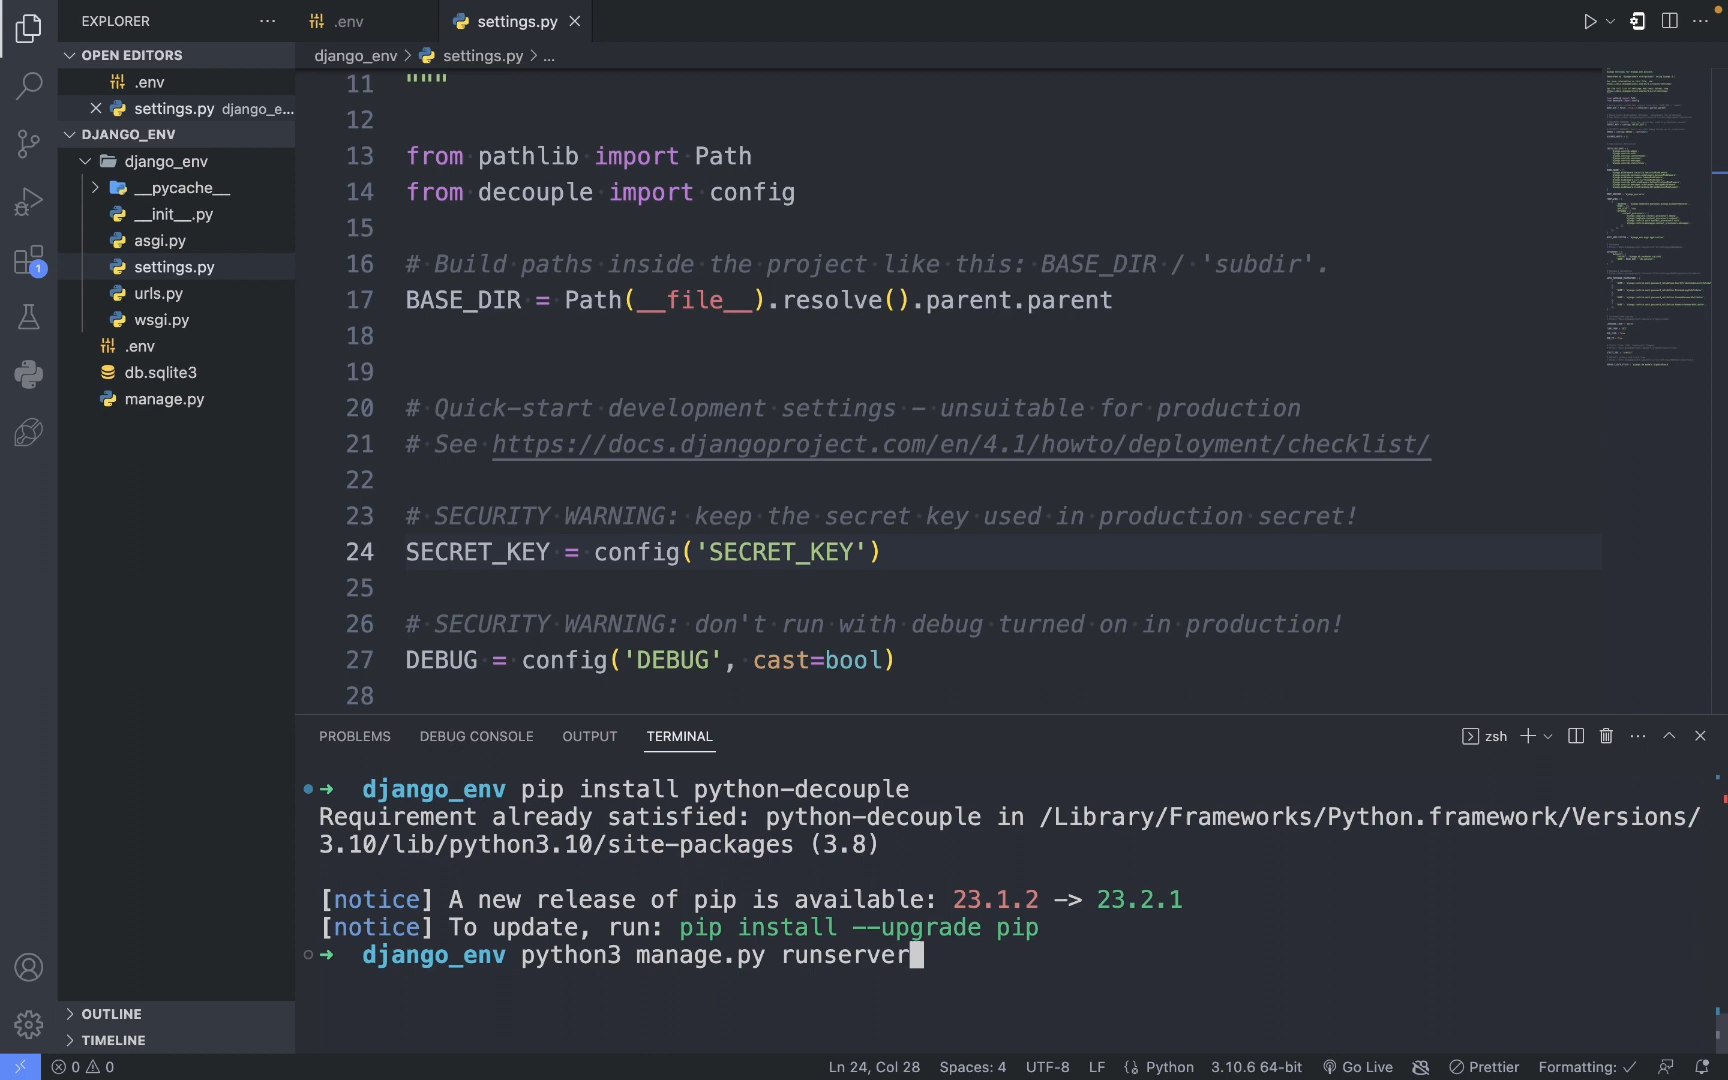 EXPLORER
.env
settings.py
OPEN EDITORS
.env
settings.py django_e...
DJANGO_ENV
django_env
__pycache__
__init__.py
asgi.py
settings.py
urls.py
wsgi.py
.env
db.sqlite3
manage.py
1
OUTLINE
TIMELINE
django_env > settings.py > ...
11 """
12
13 from pathlib import Path
14 from decouple import config
15
16 # Build paths inside the project like this: BASE_DIR / 'subdir'.
17 BASE_DIR = Path(__file__).resolve().parent.parent
18
19
20 # Quick-start development settings - unsuitable for production
21 # See https://docs.djangoproject.com/en/4.1/howto/deployment/checklist/
22
23 # SECURITY WARNING: keep the secret key used in production secret!
24 SECRET_KEY = config('SECRET_KEY')
25
26 # SECURITY WARNING: don't run with debug turned on in production!
27 DEBUG = config('DEBUG', cast=bool)
28
PROBLEMS DEBUG CONSOLE OUTPUT TERMINAL
zsh
→ django_env pip install python-decouple
Requirement already satisfied: python-decouple in /Library/Frameworks/Python.framework/Versions/
3.10/lib/python3.10/site-packages (3.8)
[notice] A new release of pip is available: 23.1.2 -> 23.2.1
[notice] To update, run: pip install --upgrade pip
→ django_env python3 manage.py runserver
0 0
Ln 24, Col 28 Spaces: 4 UTF-8 LF Python 3.10.6 64-bit Go Live Prettier Formatting: ✓